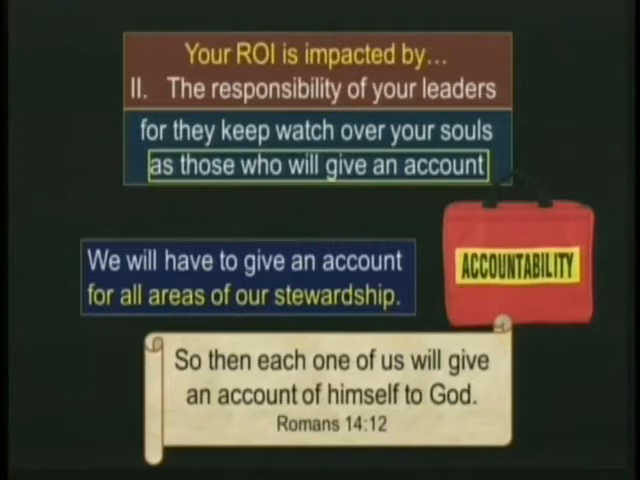 Your ROI is impacted by…
II. The responsibility of your leaders
for they keep watch over your souls
as those who will give an account
ACCOUNTABILITY
We will have to give an account
for all areas of our stewardship.
So then each one of us will give
an account of himself to God.
Romans 14:12